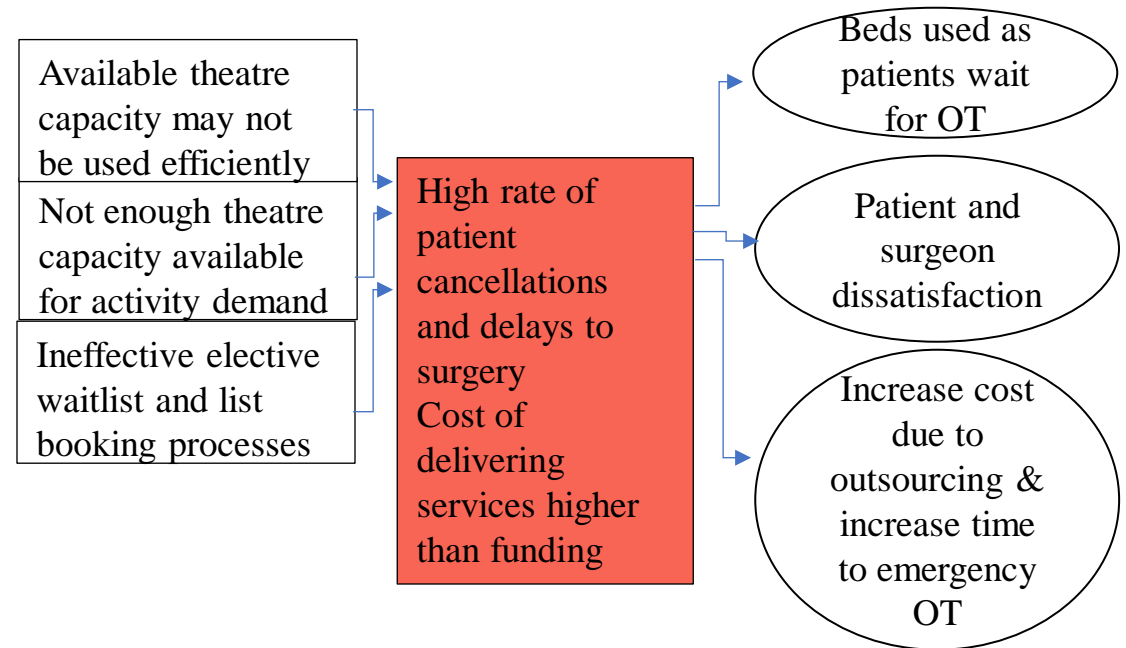 Available theatre
capacity may not
be used efficiently
Not enough theatre
capacity available
for activity demand
Ineffective elective
waitlist and list
booking processes
High rate of
patient
cancellations
and delays to
surgery
Cost of
delivering
services higher
than funding
Beds used as
patients wait
for OT
Patient and
surgeon
dissatisfaction
Increase cost
due to
outsourcing &
increase time
to emergency
OT